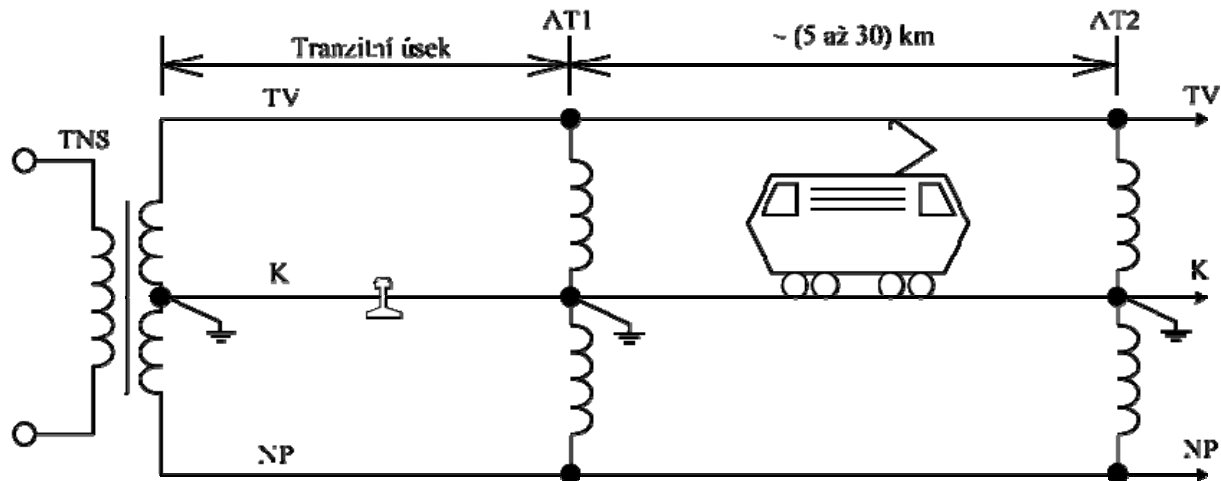 AT1
~ (5 až 30) km
AT2
Tranzitní úsek
TV
TV
TNS
K
K
NP
NP